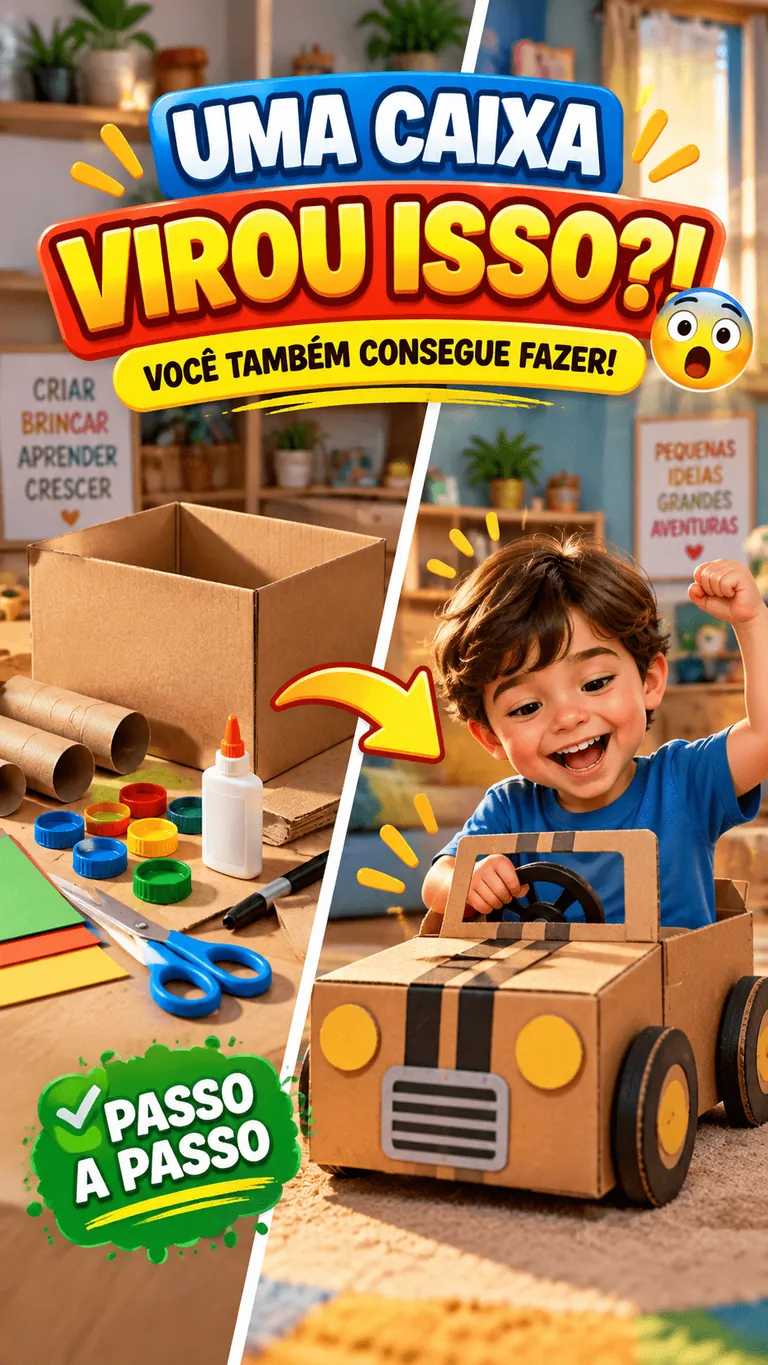 UMA CAIXA
VIROU ISSO?!
VOCÊ TAMBÉM CONSEGUE FAZER!
CRIAR
BRINCAR
APRENDER
CRESCER
PEQUENAS
IDEIAS
GRANDES
AVENTURAS
PASSO
A PASSO